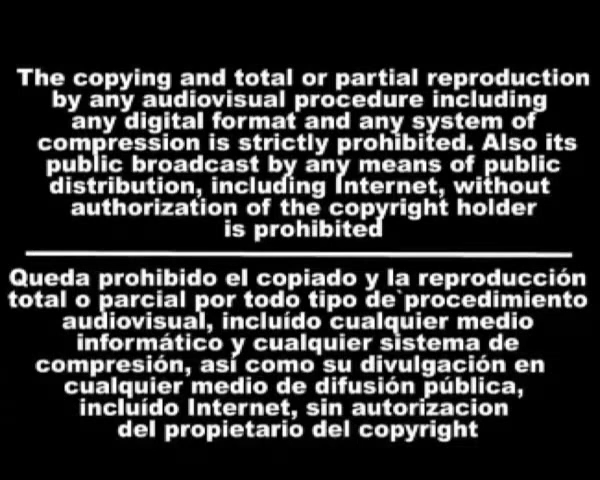 The copying and total or partial reproduction
by any audiovisual procedure including
any digital format and any system of
compression is strictly prohibited. Also its
public broadcast by any means of public
distribution, including Internet, without
authorization of the copyright holder
is prohibited
Queda prohibido el copiado y la reproducción
total o parcial por todo tipo de`procedimiento
audiovisual, incluído cualquier medio
informático y cualquier sistema de
compresión, así como su divulgación en
cualquier medio de difusión pública,
incluído Internet, sin autorizacion
del propietario del copyright